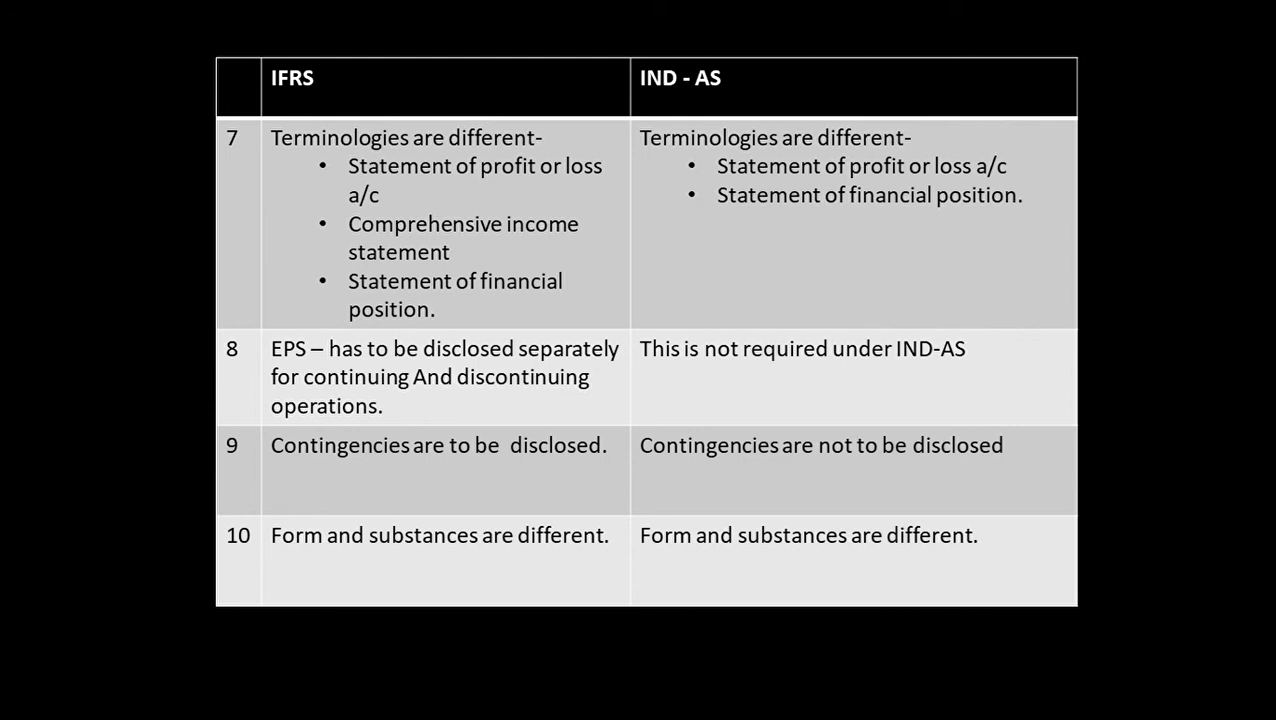 IFRS
IND - AS
7
Terminologies are different-
• Statement of profit or loss
a/c
• Comprehensive income
statement
• Statement of financial
position.
Terminologies are different-
• Statement of profit or loss a/c
• Statement of financial position.
8
EPS – has to be disclosed separately
for continuing And discontinuing
operations.
This is not required under IND-AS
9
Contingencies are to be  disclosed.
Contingencies are not to be disclosed
10
Form and substances are different.
Form and substances are different.